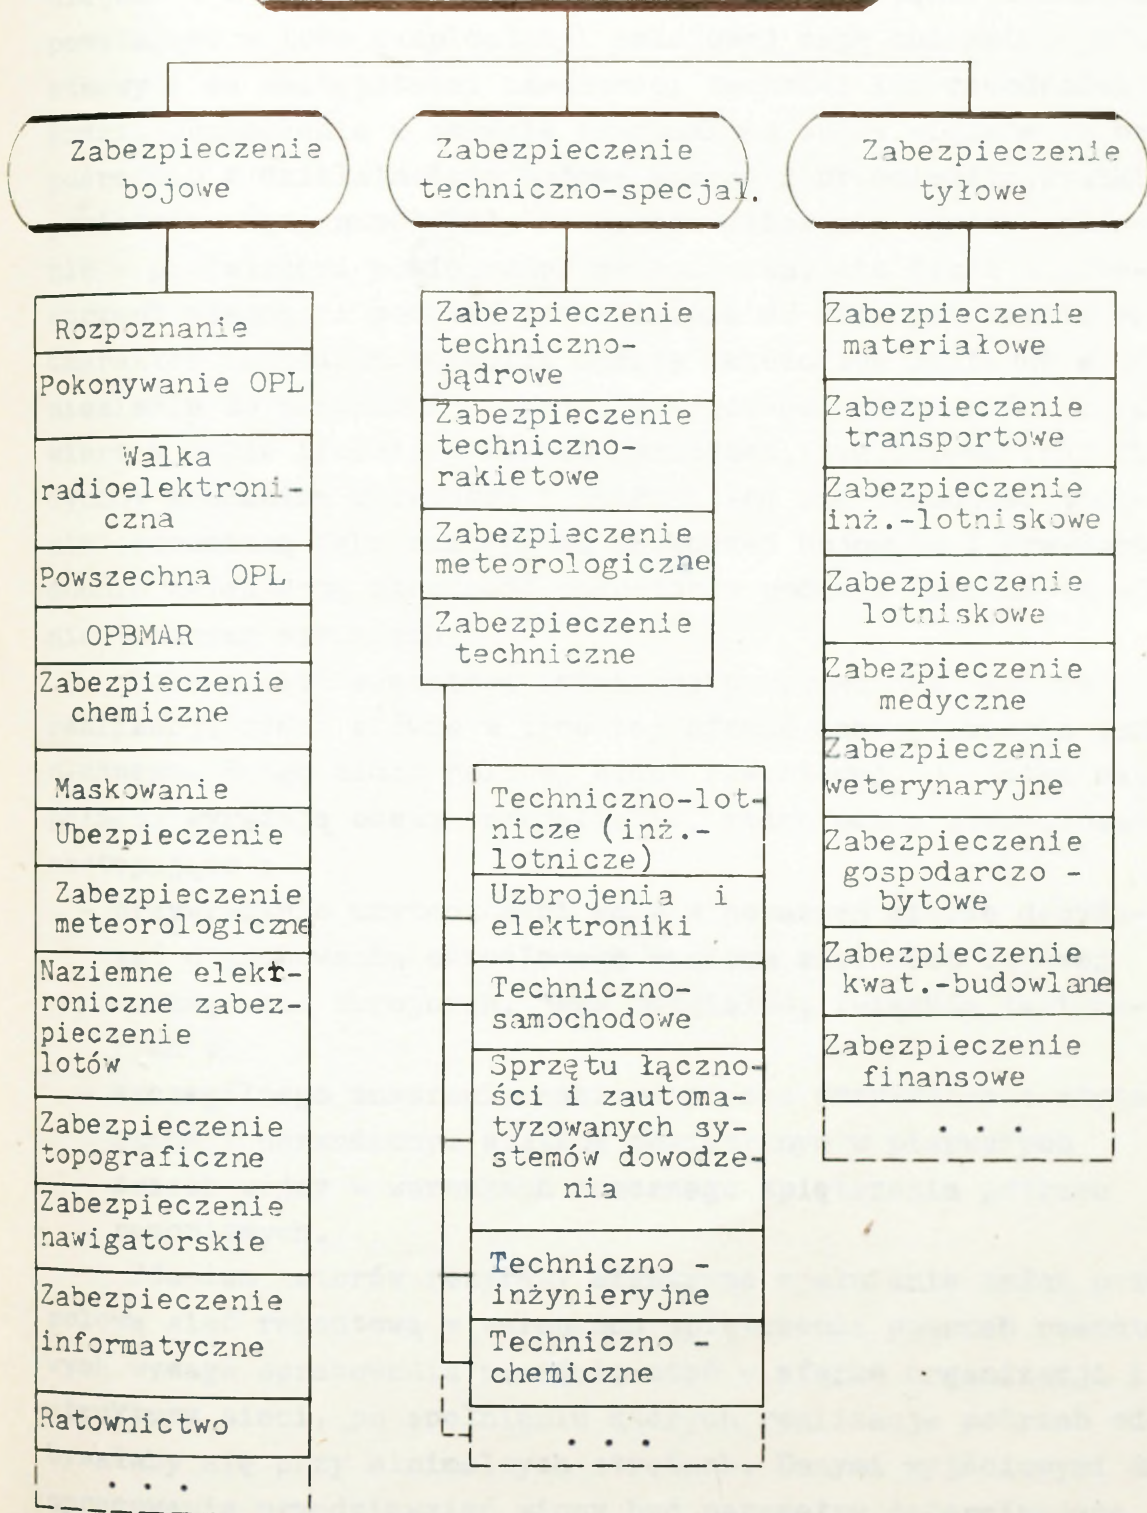 Zabezpieczenie
bojowe
Zabezpieczenie
techniczno-specjal.
Zabezpieczenie
tyłowe
Rozpoznanie
Pokonywanie OPL
Walka
radioelektroni-
czna
Powszechna OPL
OPBMAR
Zabezpieczenie
chemiczne
Maskowanie
Ubezpieczenie
Zabezpieczenie
meteorologiczne
Naziemne elekt-
roniczne zabez-
pieczenie
lotów
Zabezpieczenie
topograficzne
Zabezpieczenie
nawigatorskie
Zabezpieczenie
informatyczne
Ratownictwo
. . .
Zabezpieczenie
techniczno-
jądrowe
Zabezpieczenie
techniczno-
rakietowe
Zabezpieczenie
meteorologiczne
Zabezpieczenie
techniczne
Techniczno-lot-
nicze (inż.-
lotnicze)
Uzbrojenia i
elektroniki
Techniczno-
samochodowe
Sprzętu łączno-
ści i zautoma-
tyzowanych sy-
stemów dowodze-
nia
Techniczno -
inżynieryjne
Techniczno -
chemiczne
. . .
Zabezpieczenie
materiałowe
Zabezpieczenie
transportowe
Zabezpieczenie
inż.-lotniskowe
Zabezpieczenie
lotniskowe
Zabezpieczenie
medyczne
Zabezpieczenie
weterynaryjne
Zabezpieczenie
gospodarczo -
bytowe
Zabezpieczenie
kwat.-budowlane
Zabezpieczenie
finansowe
. . .